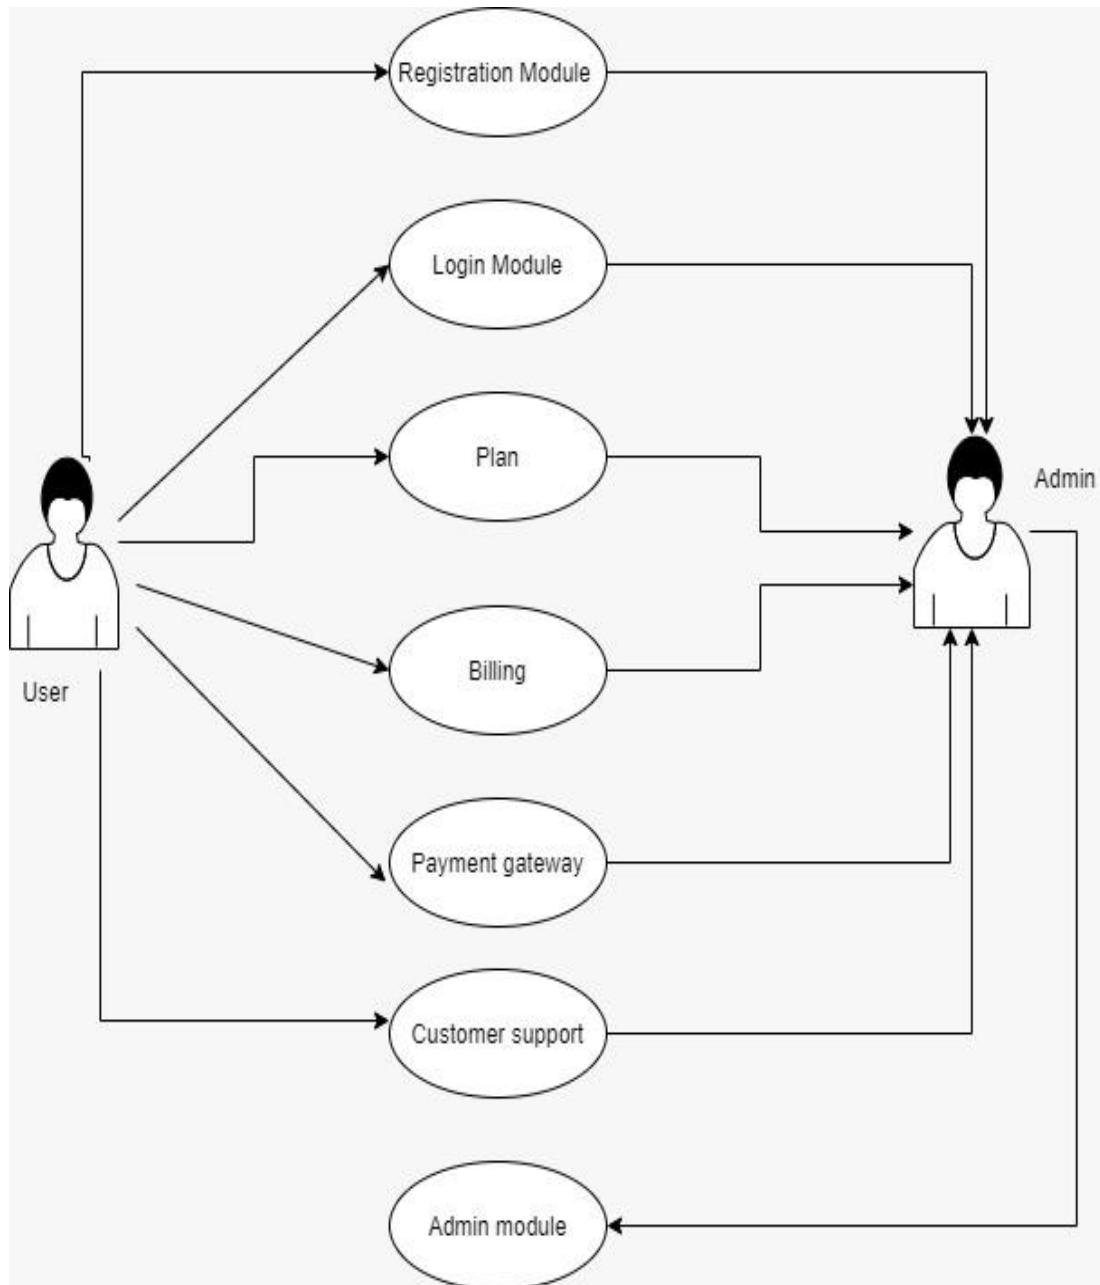 Registration Module
Login Module
Plan
Admin
Billing
User
Payment gateway
Customer support
Admin module